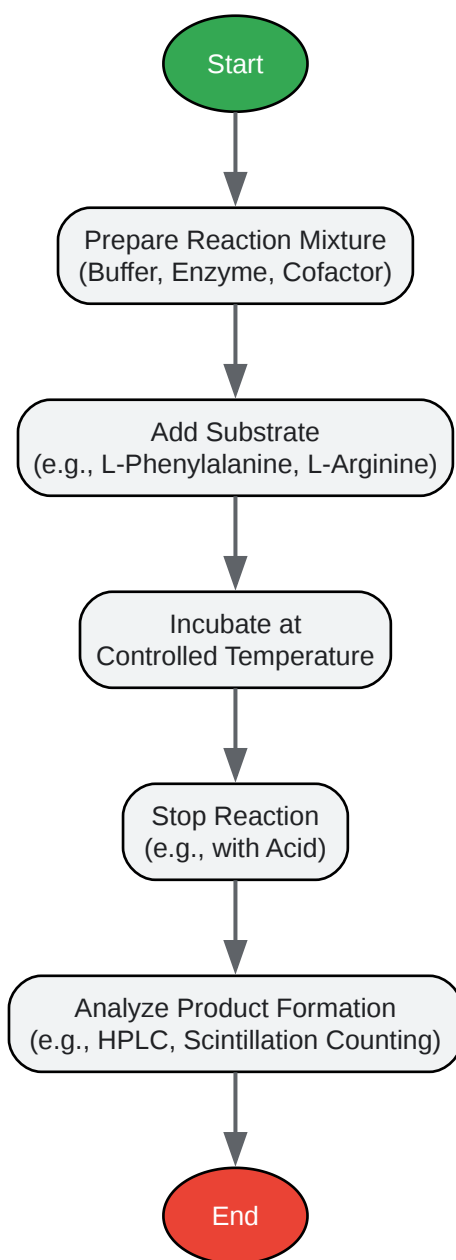 Start
Prepare Reaction Mixture
(Buffer, Enzyme, Cofactor)
Add Substrate
(e.g., L-Phenylalanine, L-Arginine)
Incubate at
Controlled Temperature
Stop Reaction
(e.g., with Acid)
Analyze Product Formation
(e.g., HPLC, Scintillation Counting)
End